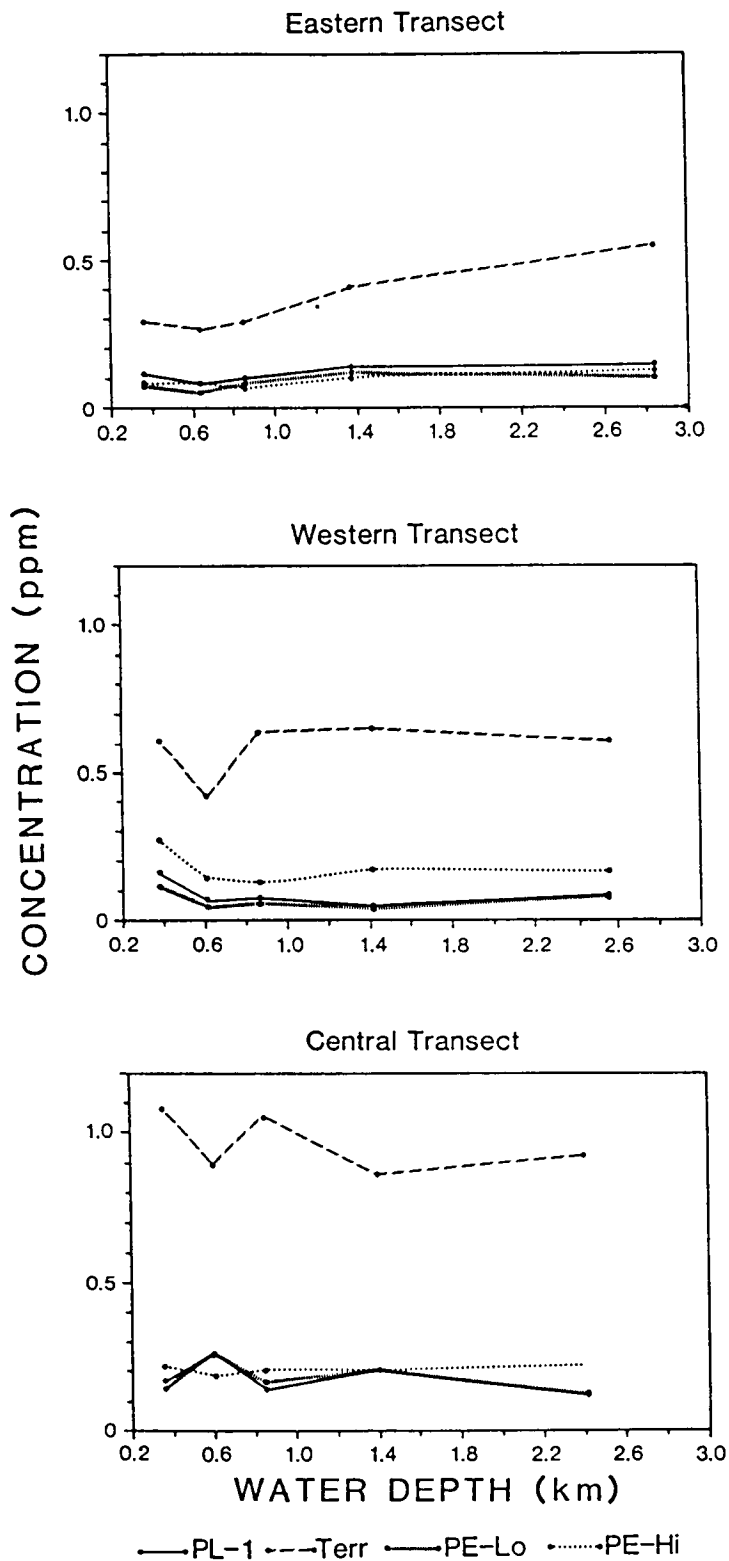 Eastern Transect
1.0
0.5
0
0.2 0.6 1.0 1.4 1.8 2.2 2.6 3.0
CONCENTRATION (ppm)
Western Transect
1.0
0.5
0
0.2 0.6 1.0 1.4 1.8 2.2 2.6 3.0
Central Transect
1.0
0.5
0
0.2 0.6 1.0 1.4 1.8 2.2 2.6 3.0
WATER DEPTH (km)
PL-1 Terr PE-Lo PE-Hi